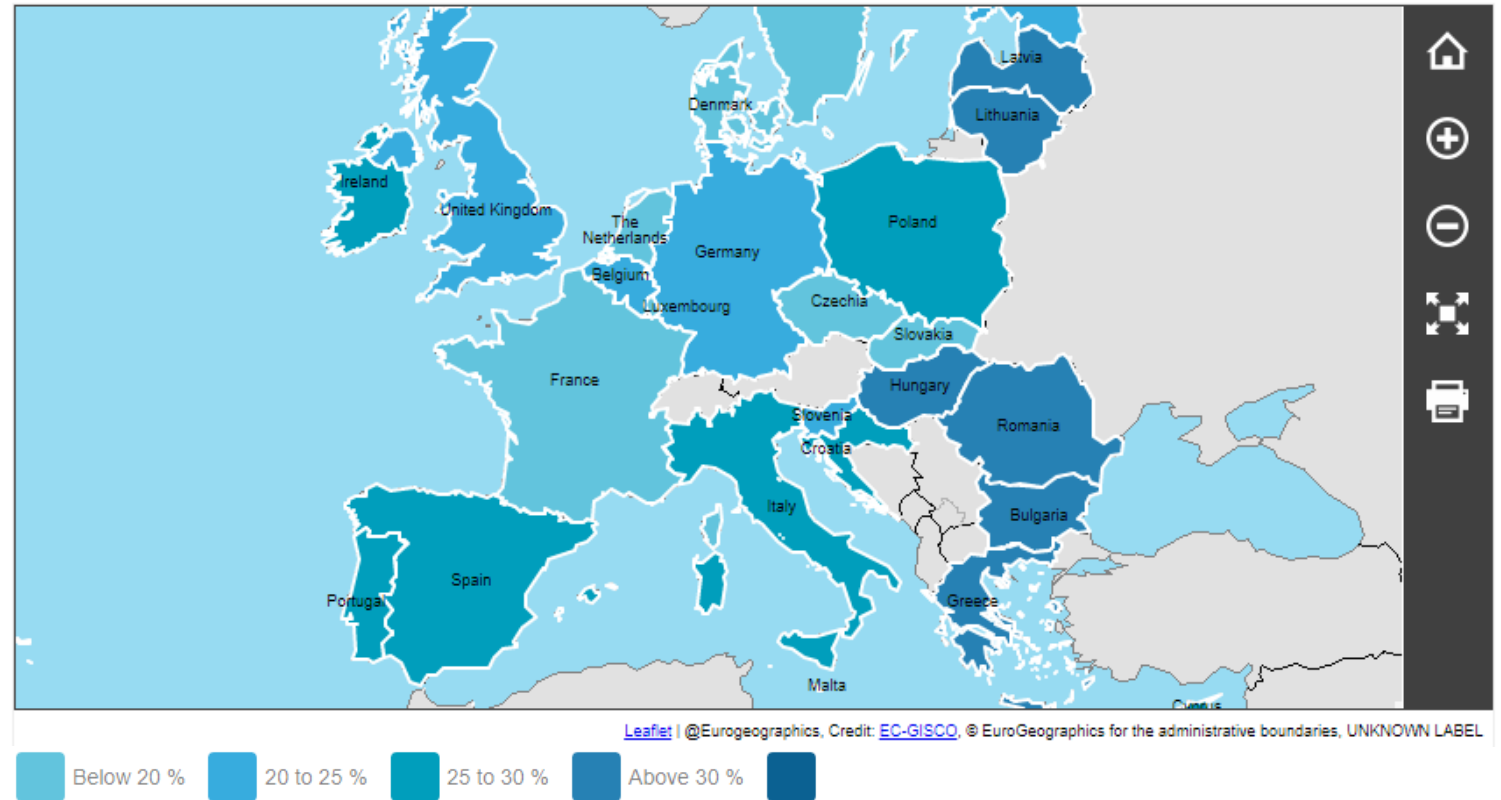 Latvia
Denmark
Lithuania
Ireland
United Kingdom
The
Netherlands
Poland
Germany
Belgium
Luxembourg
Czechia
Slovakia
France
Hungary
Slovenia
Romania
Croatia
Italy
Bulgaria
Spain
Portugal
Greece
Malta
Cyprus
Leaflet | @Eurogeographics, Credit: EC-GISCO, © EuroGeographics for the administrative boundaries, UNKNOWN LABEL
Below 20 % 20 to 25 % 25 to 30 % Above 30 %